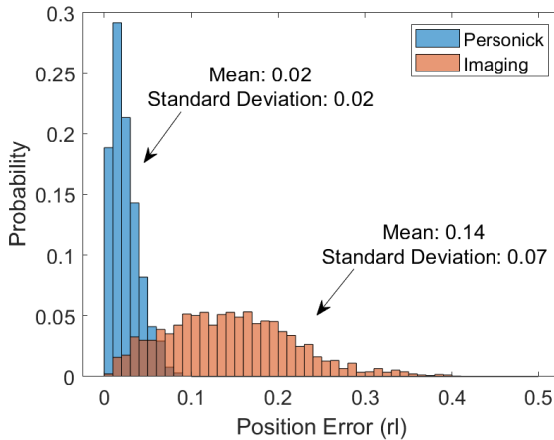 0.3
0.25
0.2
0.15
0.1
0.05
0
Probability
Personick
Imaging
Mean: 0.02
Standard Deviation: 0.02
Mean: 0.14
Standard Deviation: 0.07
0 0.1 0.2 0.3 0.4 0.5
Position Error (rl)